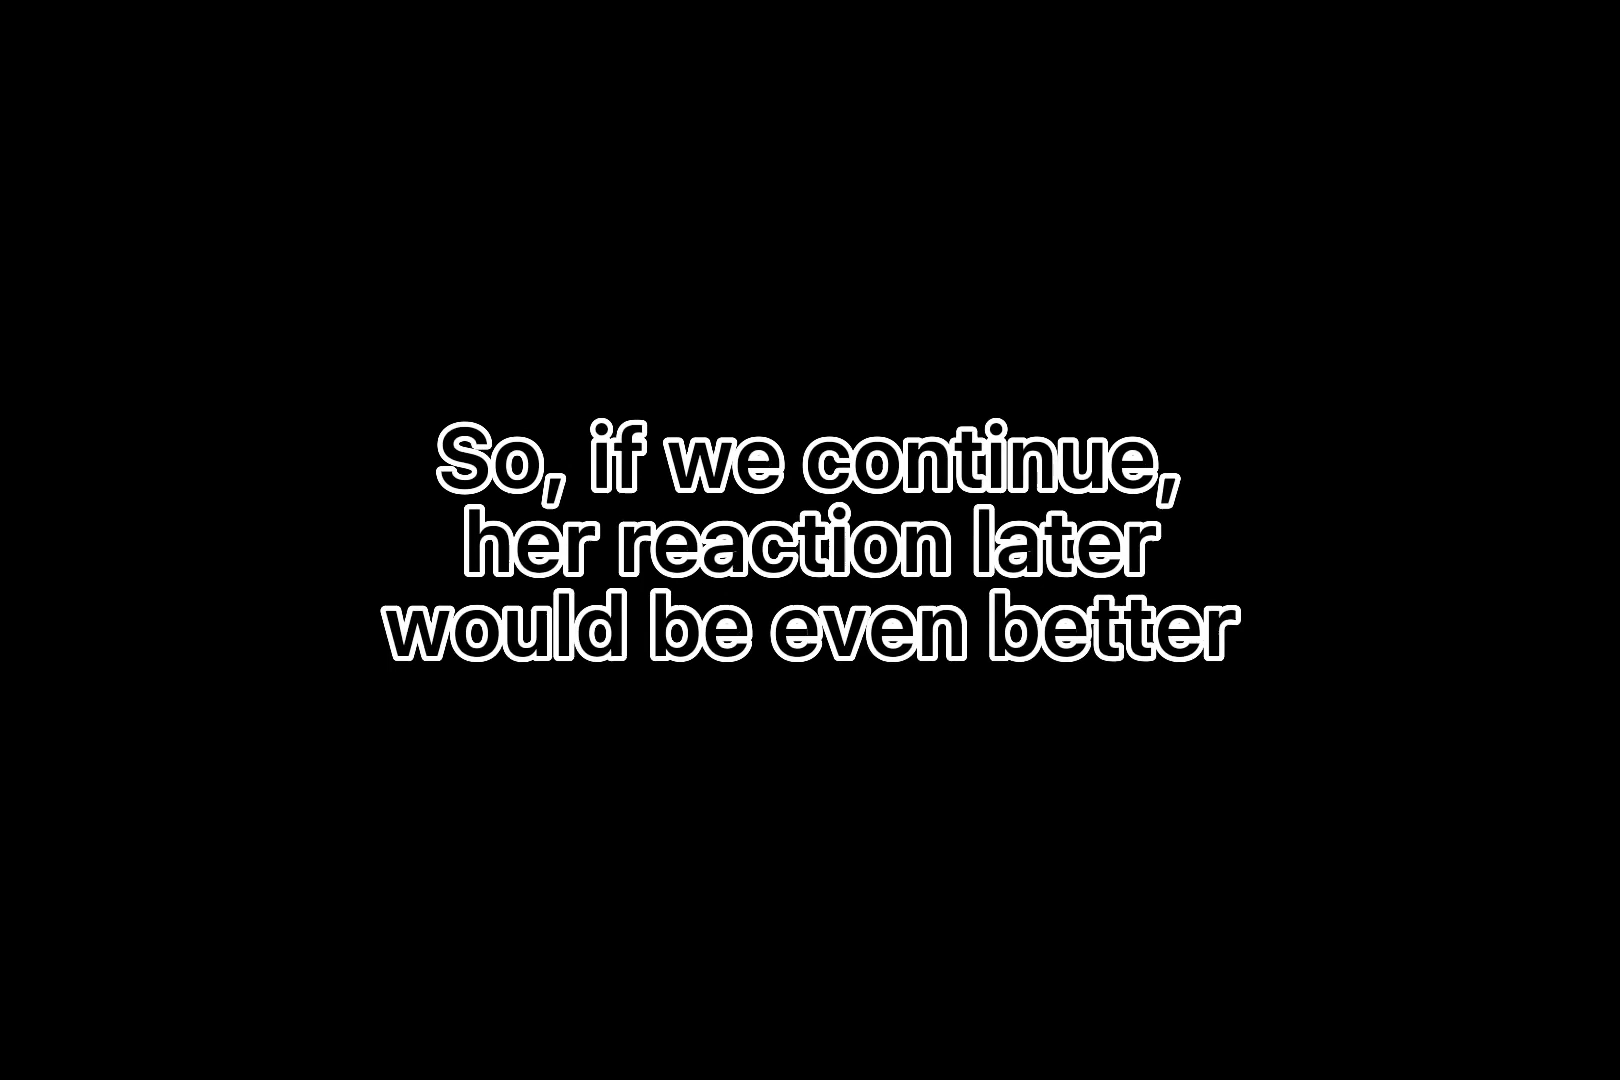 So, if we continue,
her reaction later
would be even better